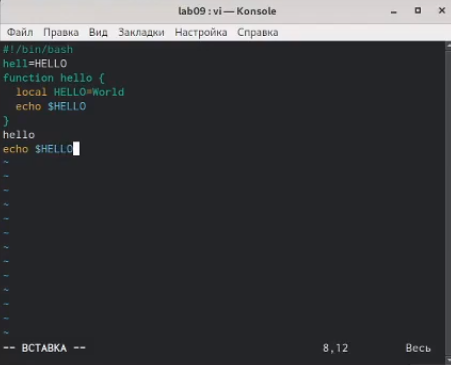 lab09 : vi — Konsole
Файл Правка Вид Закладки Настройка Справка
#!/bin/bash
hell=HELLO
function hello {
  local HELLO=World
  echo $HELLO
}
hello
echo $HELLO
~
~
~
~
~
~
~
~
~
~
~
~
~
-- ВСТАВКА -- 8,12 Весь